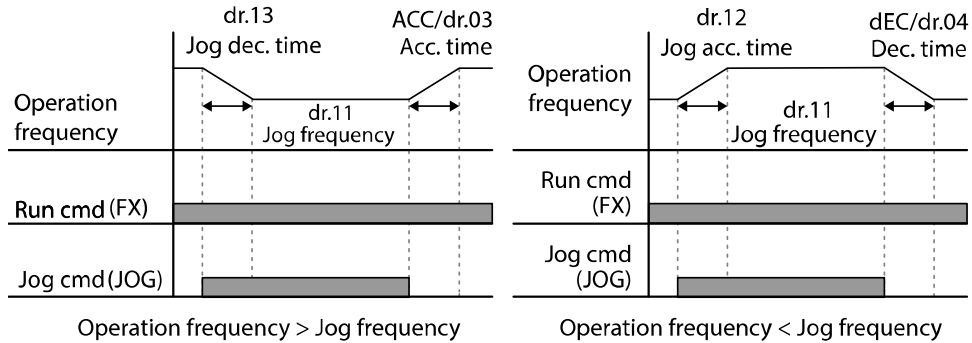 dr.13
Jog dec. time
ACC/dr.03
Acc. time
Operation
frequency
dr.11
Jog frequency
Run cmd (FX)
Jog cmd (JOG)
Operation frequency > Jog frequency
dr.12
Jog acc. time
dEC/dr.04
Dec. time
Operation
frequency
dr.11
Jog frequency
Run cmd
(FX)
Jog cmd
(JOG)
Operation frequency < Jog frequency